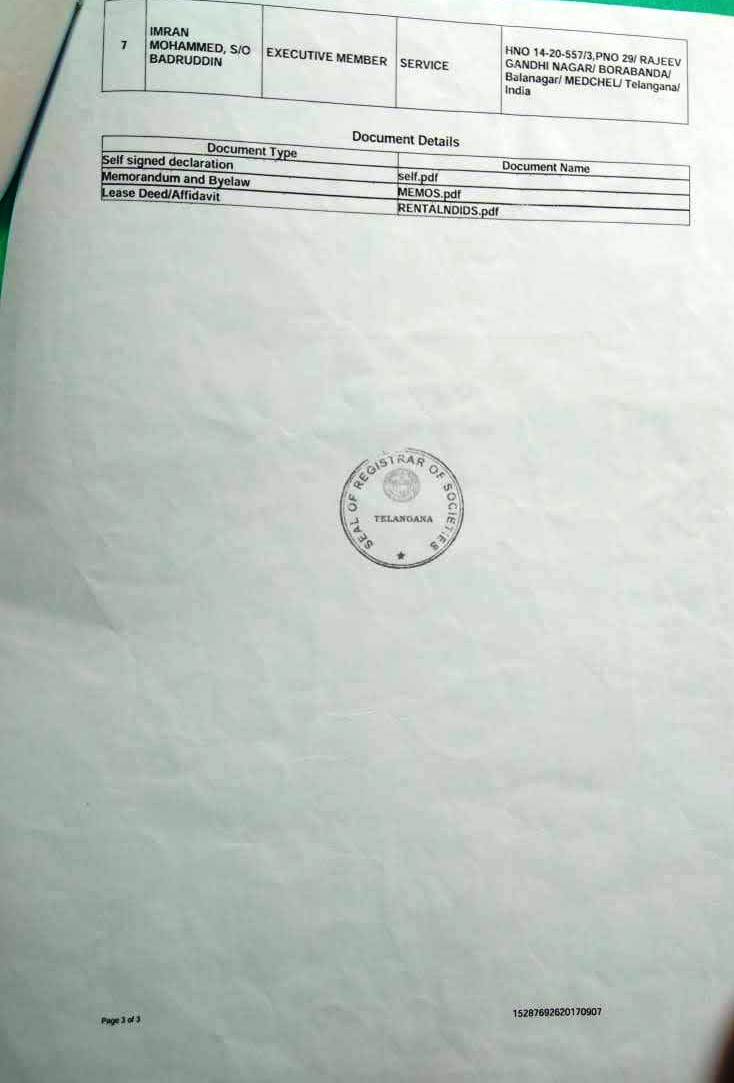 7
IMRAN
MOHAMMED, S/O
BADRUDDIN
EXECUTIVE MEMBER
SERVICE
HNO 14-20-557/3,PNO 29/ RAJEEV
GANDHI NAGAR/ BORABANDA/
Balanagar/ MEDCHEL/ Telangana/
India
Document Details
Document Type
Document Name
Self signed declaration
self.pdf
Memorandum and Byelaw
MEMOS.pdf
Lease Deed/Affidavit
RENTALNDIDS.pdf
SEAL OF REGISTRAR OF SOCIETIES
TELANGANA
Page 3 of 3
15287692620170907